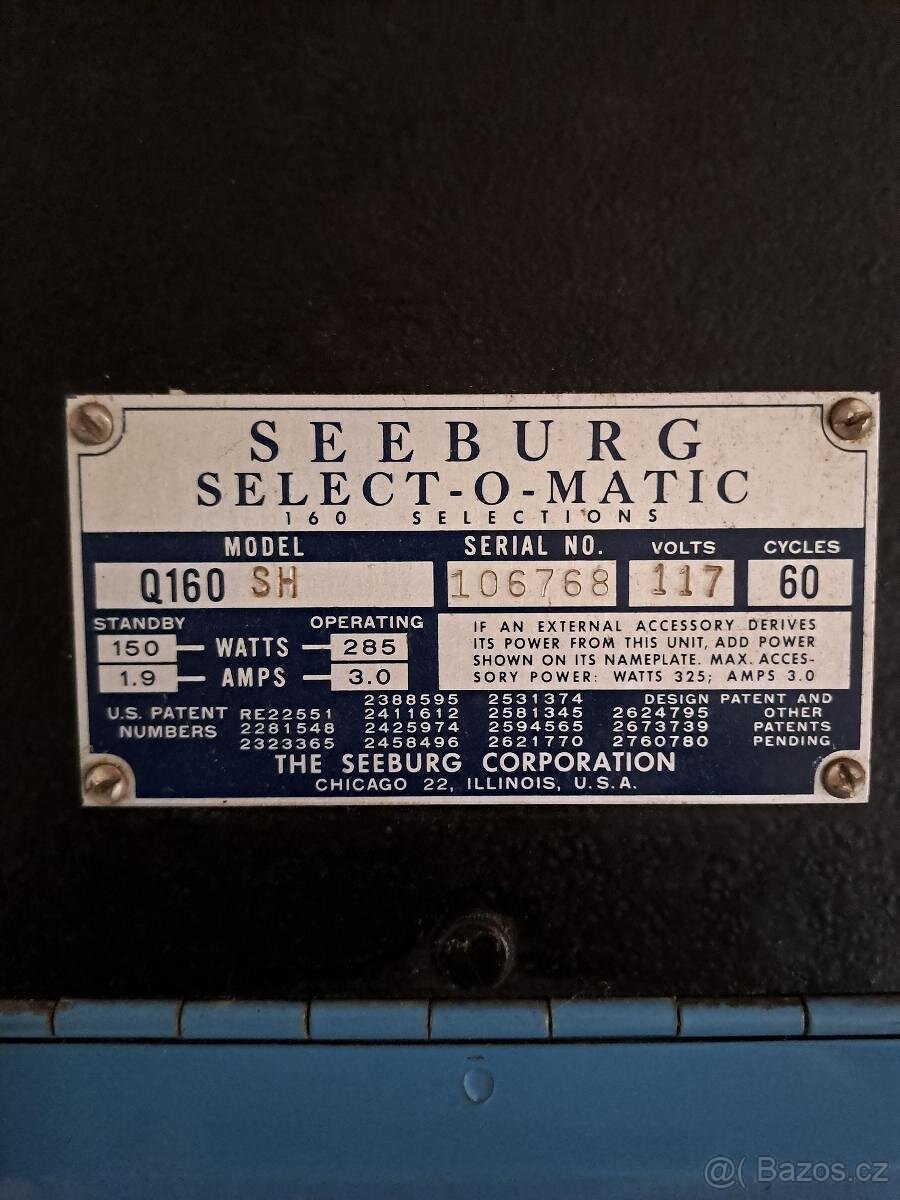 SEEBURG
SELECT-O-MATIC
160 SELECTIONS
MODEL SERIAL NO. VOLTS CYCLES
Q160 SH 106768 117 60
STANDBY OPERATING
150 WATTS 285
1.9 AMPS 3.0
IF AN EXTERNAL ACCESSORY DERIVES
ITS POWER FROM THIS UNIT, ADD POWER
SHOWN ON ITS NAMEPLATE. MAX. ACCES-
SORY POWER: WATTS 325; AMPS 3.0
U.S. PATENT
NUMBERS
RE22551
2281548
2323365
2388595
2411612
2425974
2458496
2531374
2581345
2594565
2621770
2624795
2673739
2760780
DESIGN PATENT AND
OTHER
PATENTS
PENDING.
THE SEEBURG CORPORATION
CHICAGO 22, ILLINOIS, U.S.A.
@( Bazos.cz